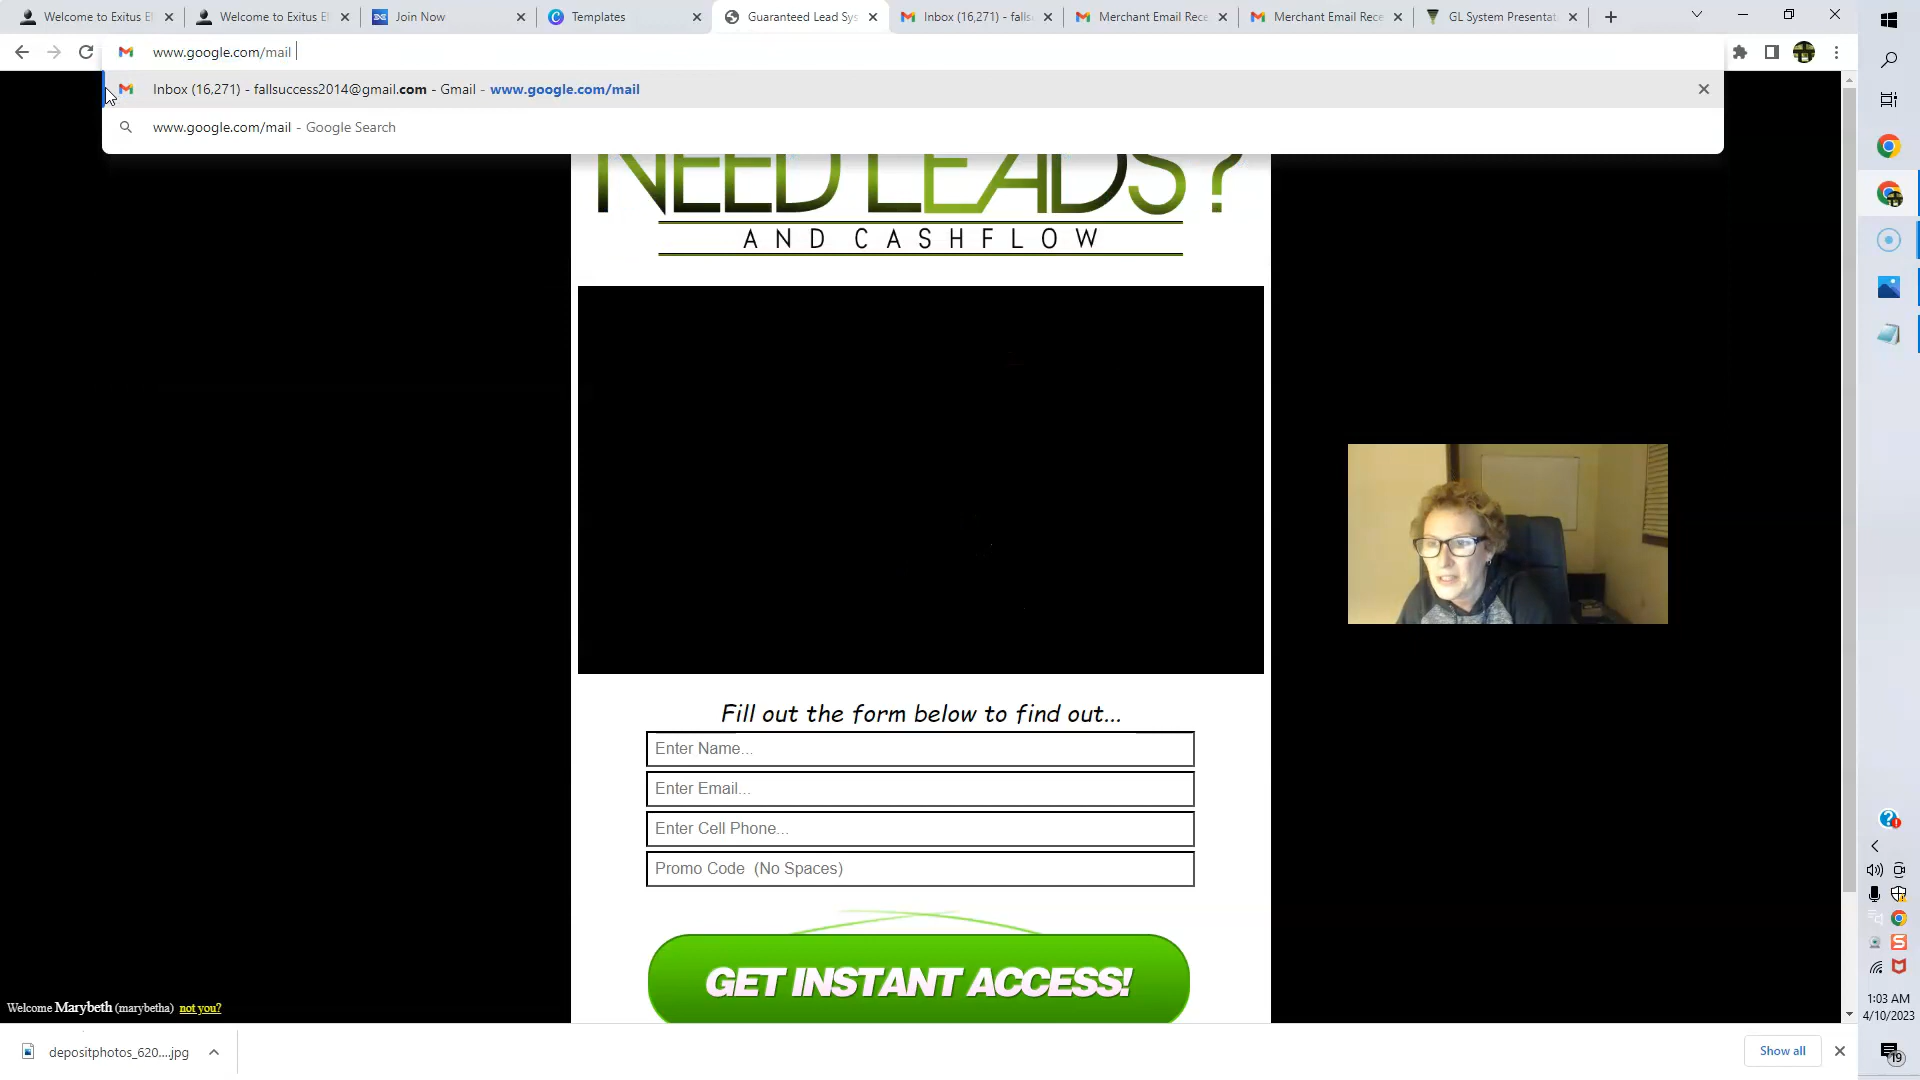 Welcome to Exitus El
Welcome to Exitus El
Join Now
Templates
Guaranteed Lead Sys
Inbox (16,271) - falls
Merchant Email Rece
Merchant Email Rece
GL System Presentat
www.google.com/mail
Inbox (16,271) - fallsuccess2014@gmail.com - Gmail - www.google.com/mail
www.google.com/mail - Google Search
NEED LEADS?
AND CASHFLOW
Fill out the form below to find out...
Enter Name...
Enter Email...
Enter Cell Phone...
Promo Code (No Spaces)
GET INSTANT ACCESS!
Welcome Marybeth (marybetha) not you?
depositphotos_620....jpg
Show all
1:03 AM
4/10/2023
19